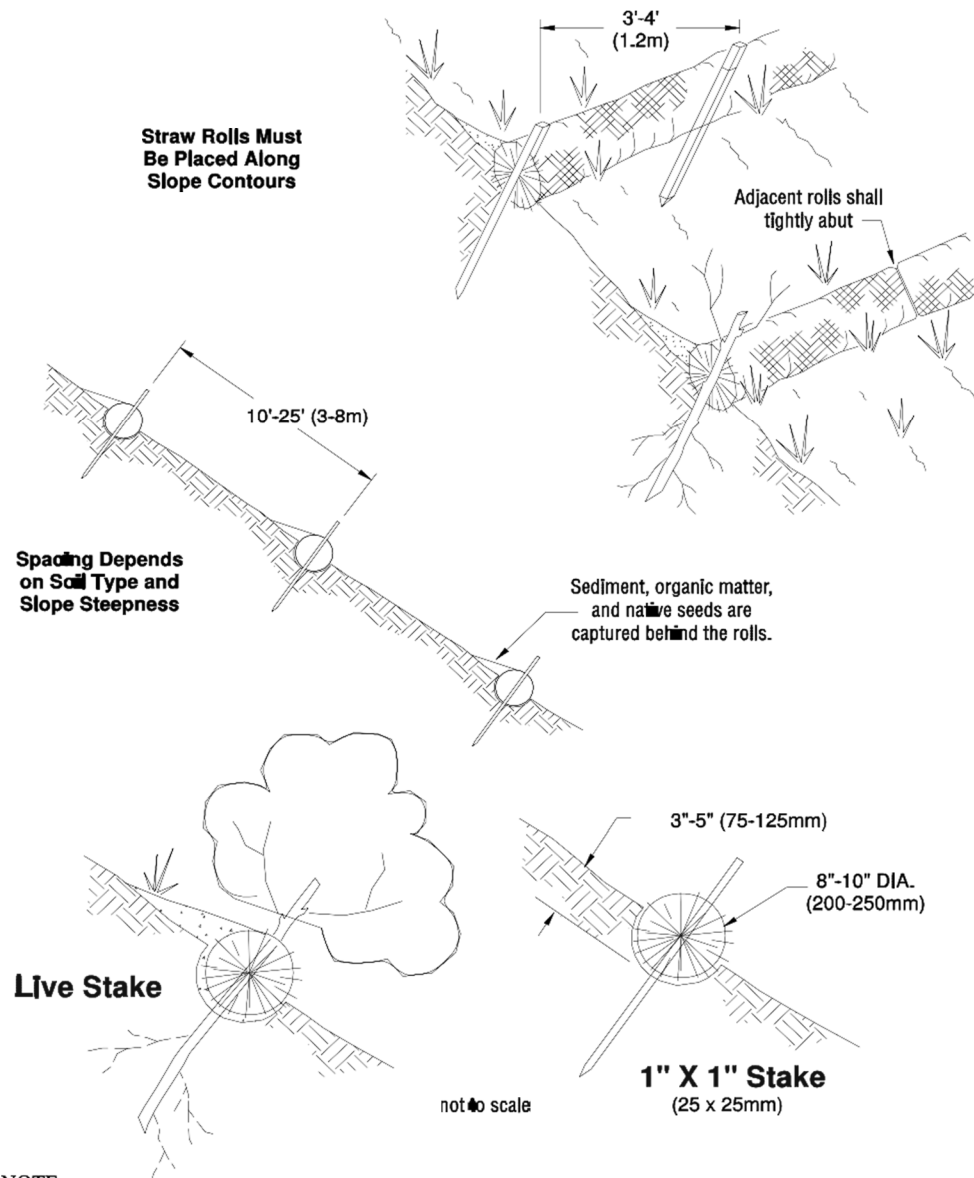 3'-4'
(1.2m)
Straw Rolls Must
Be Placed Along
Slope Contours
Adjacent rolls shall
tightly abut
10'-25' (3-8m)
Spacing Depends
on Soil Type and
Slope Steepness
Sediment, organic matter,
and native seeds are
captured behind the rolls.
3"-5" (75-125mm)
8"-10" DIA.
(200-250mm)
Live Stake
1" X 1" Stake
(25 x 25mm)
not to scale